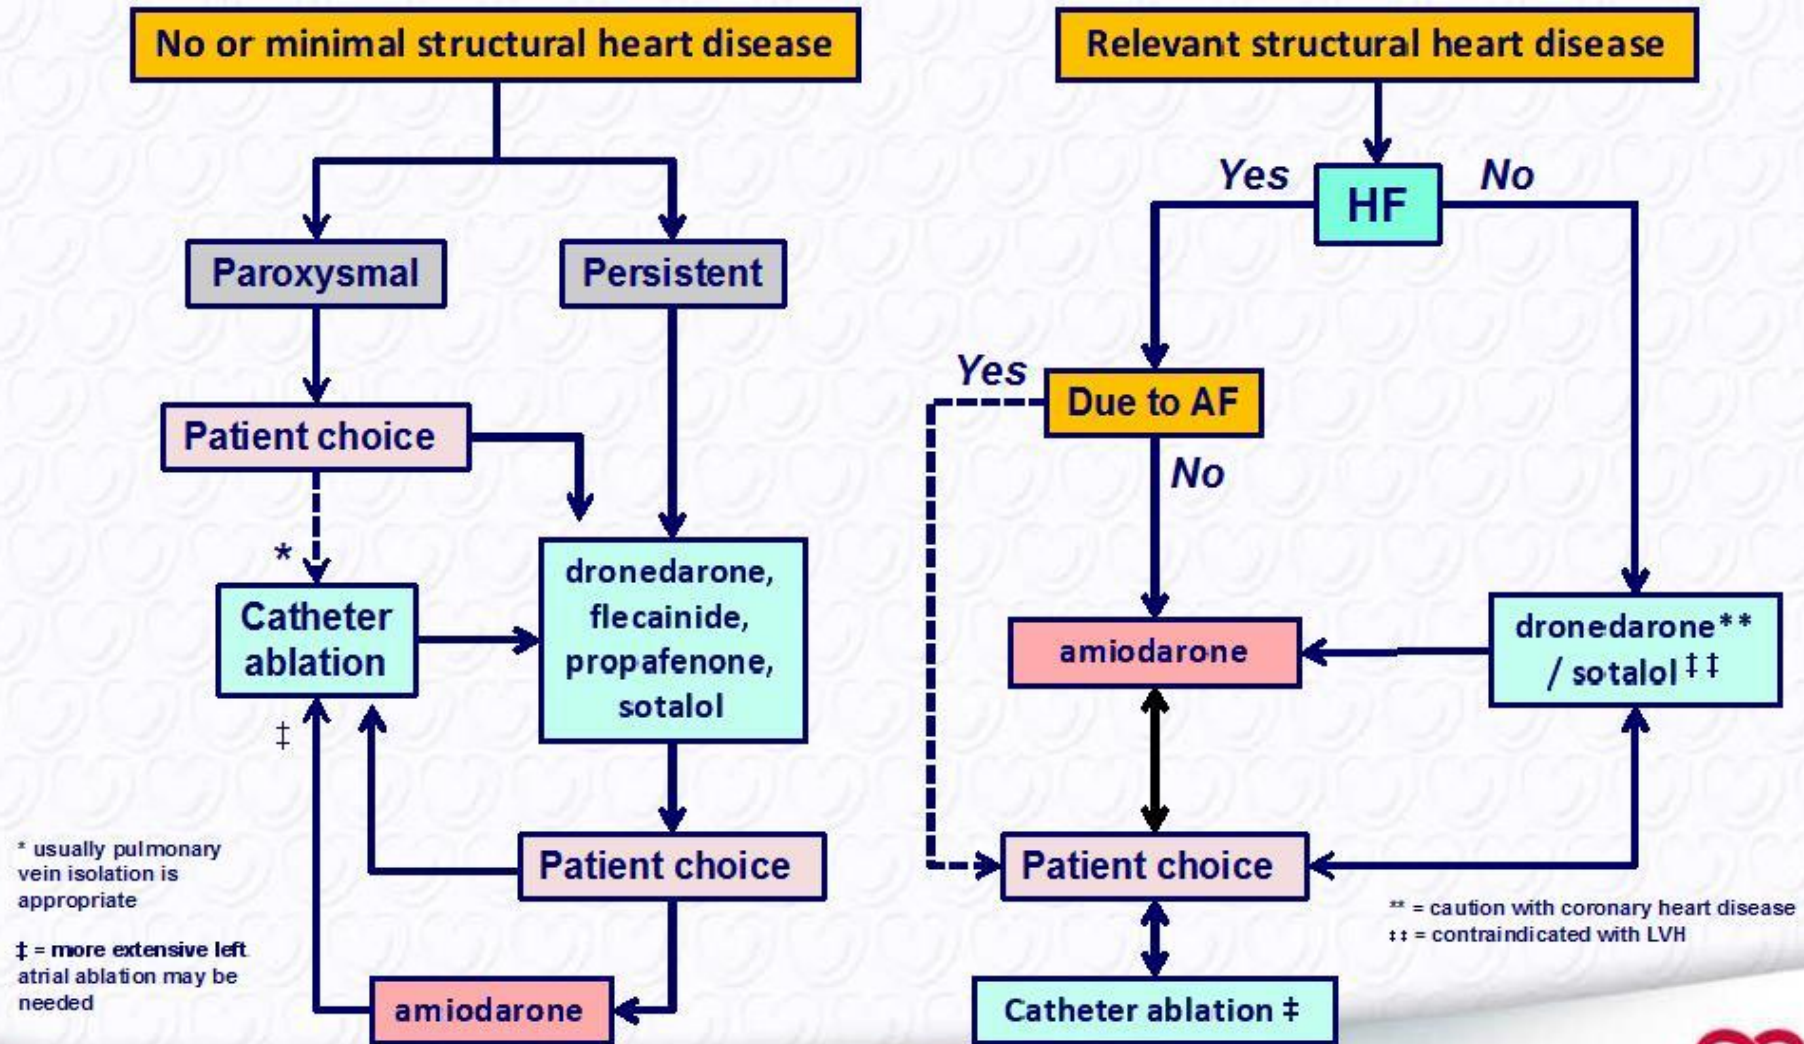 No or minimal structural heart disease
Paroxysmal
Persistent
Patient choice
*
Catheter
ablation
‡
dronedarone,
flecainide,
propafenone,
sotalol
Patient choice
amiodarone
* usually pulmonary
vein isolation is
appropriate
‡ = more extensive left
atrial ablation may be
needed
Relevant structural heart disease
Yes
HF
No
Yes
Due to AF
No
amiodarone
dronedarone**
/ sotalol ‡‡
Patient choice
Catheter ablation ‡
** = caution with coronary heart disease
‡‡ = contraindicated with LVH